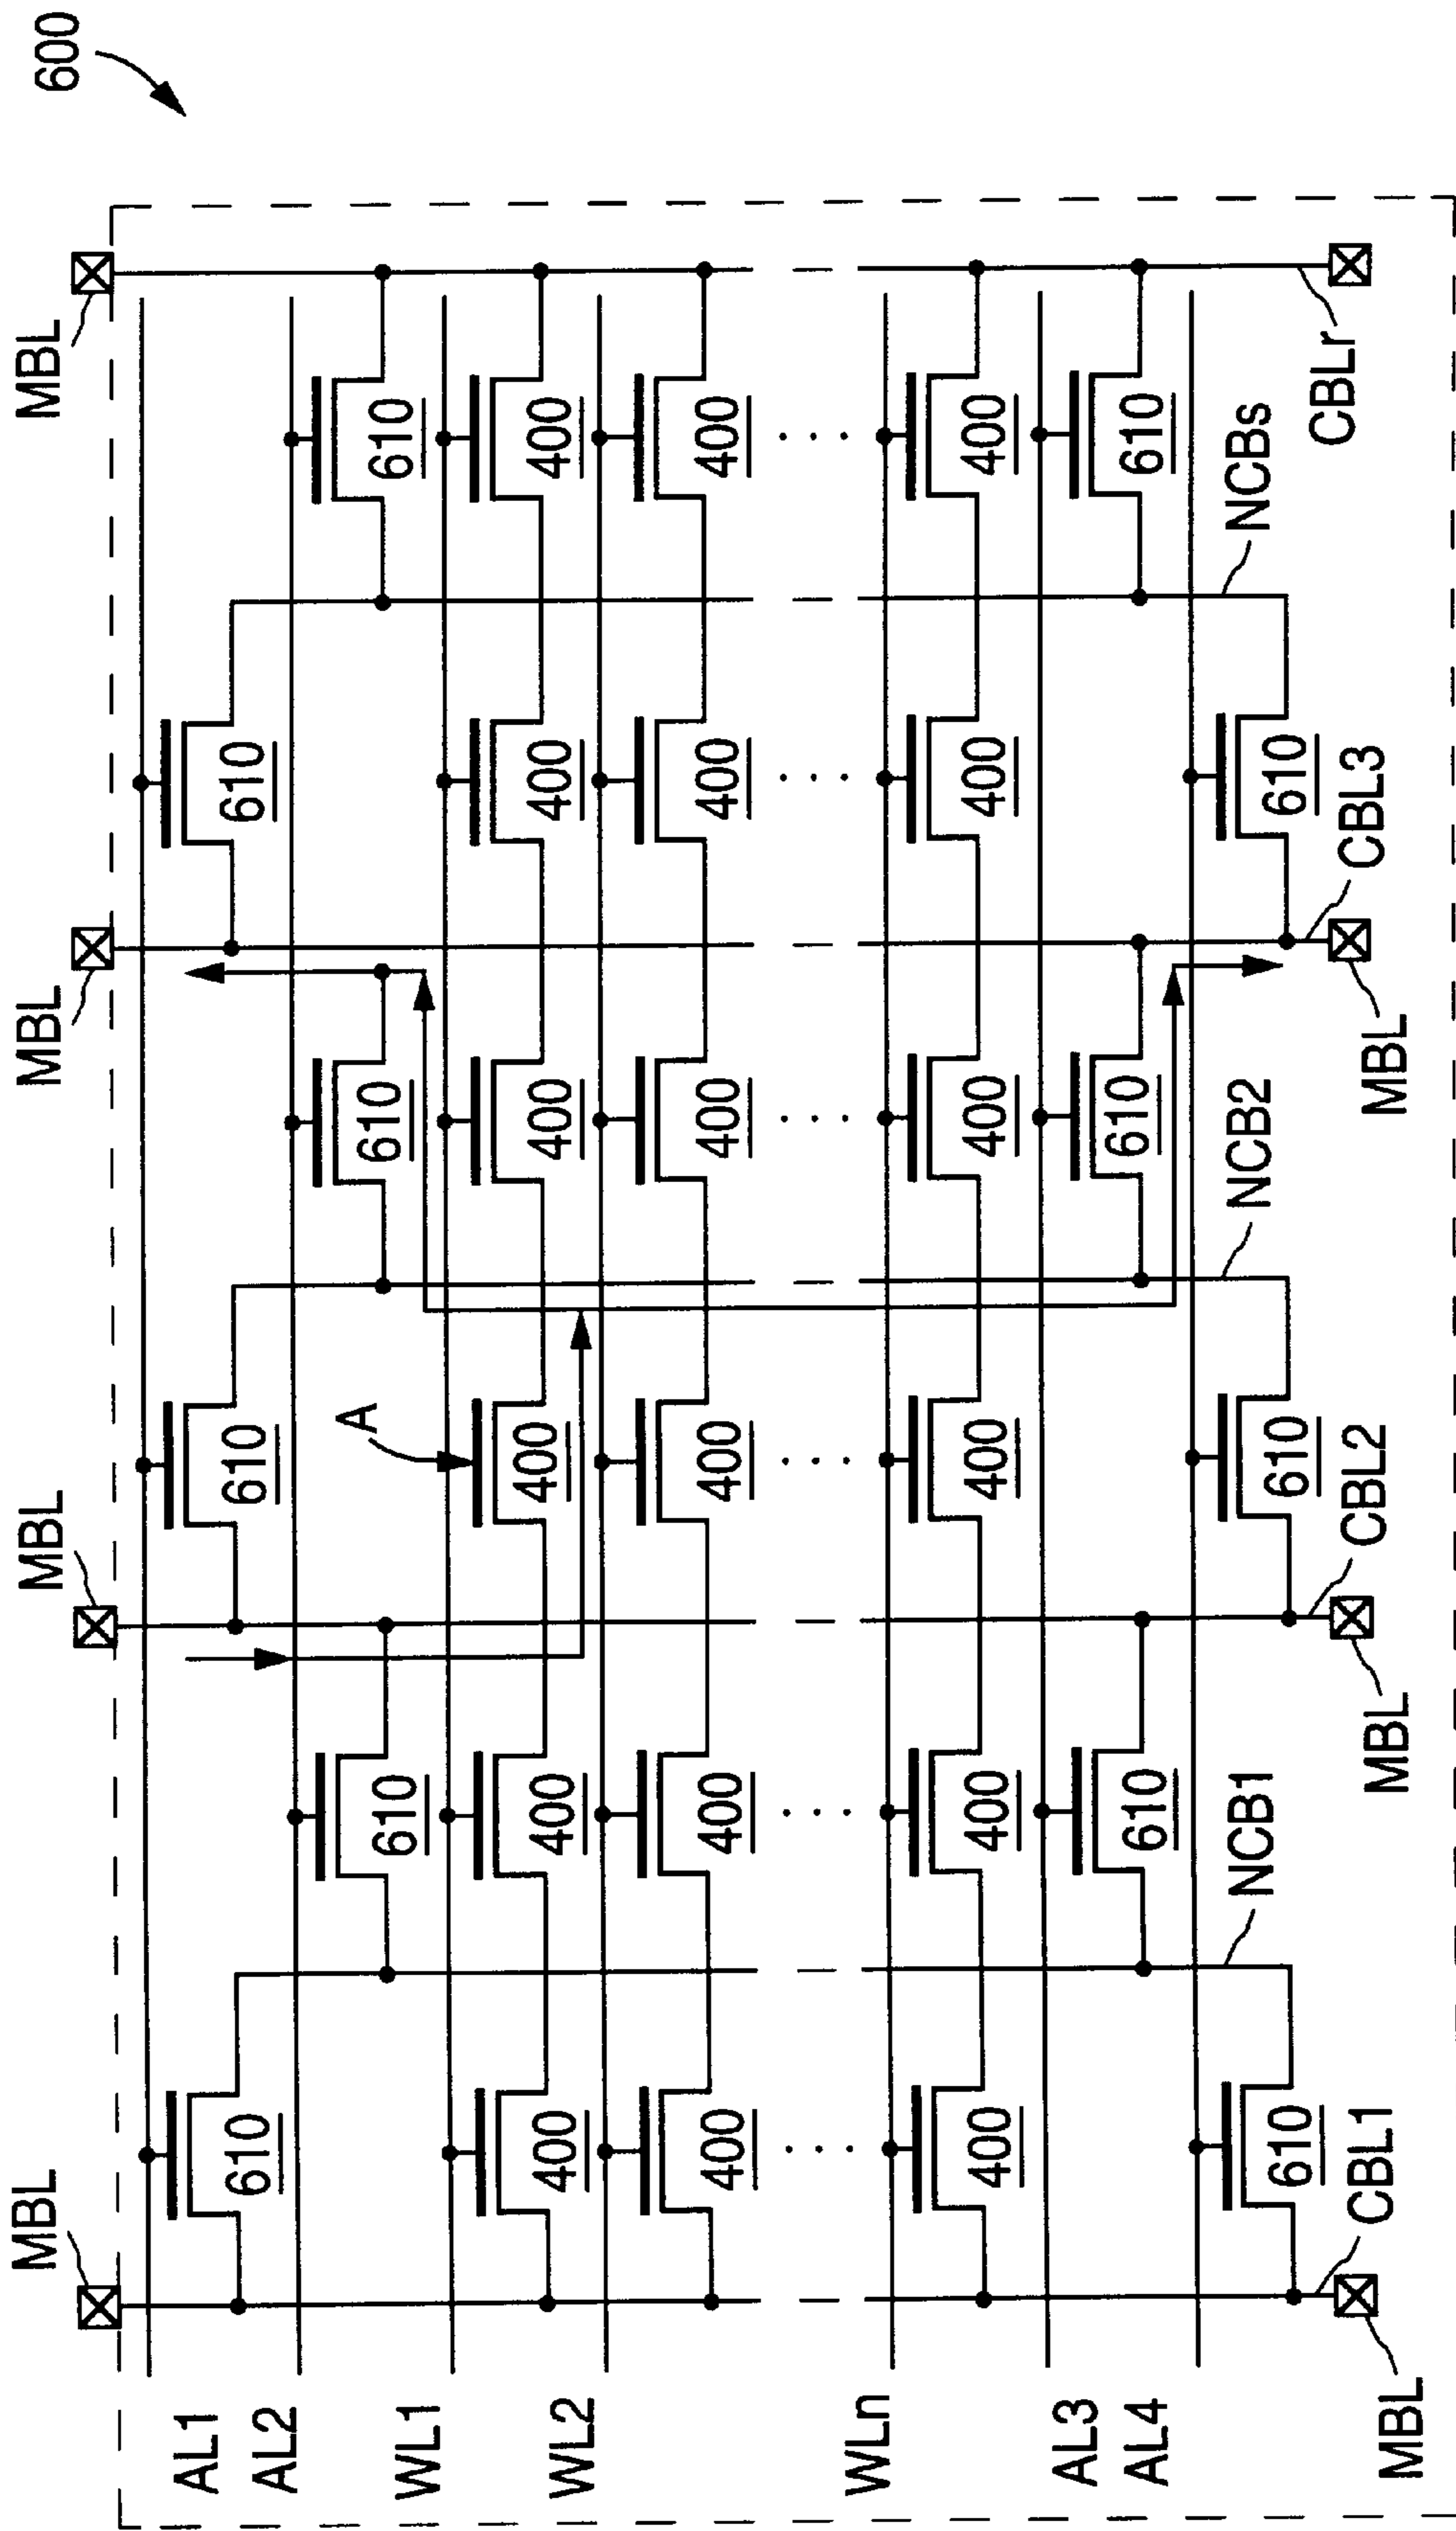 600
MBL MBL MBL MBL
AL1
610 610 610
AL2
A
610 610 610
WL1
400 400 400 400 400 400
WL2
400 400 400 400 400 400
WLn
400 400 400 400 400 400
AL3
610 610 610
AL4
NCB1 NCB2 NCBs
610 610 610
CBL1 CBL2 CBL3 CBLr
MBL MBL MBL